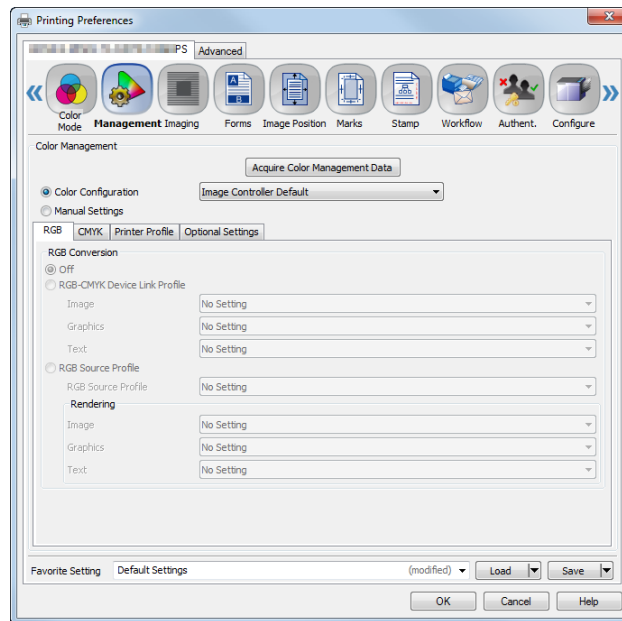 Printing Preferences
PS Advanced
Color Mode Management Imaging Forms Image Position Marks Stamp Workflow Authent. Configure
Color Management
Acquire Color Management Data
Color Configuration Image Controller Default
Manual Settings
RGB CMYK Printer Profile Optional Settings
RGB Conversion
Off
RGB-CMYK Device Link Profile
Image No Setting
Graphics No Setting
Text No Setting
RGB Source Profile
RGB Source Profile No Setting
Rendering
Image No Setting
Graphics No Setting
Text No Setting
Favorite Setting Default Settings (modified) Load Save
OK Cancel Help